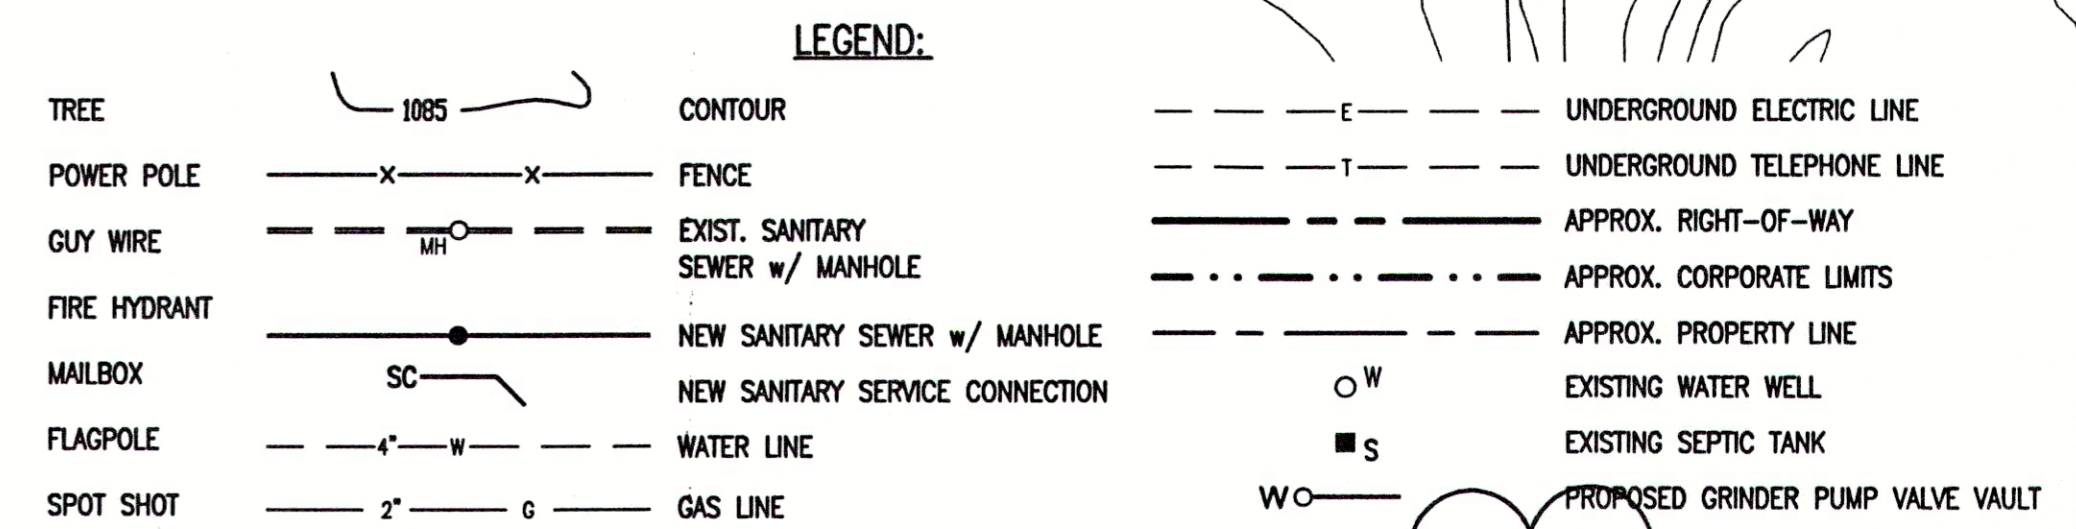 LEGEND:
TREE
POWER POLE
GUY WIRE
FIRE HYDRANT
MAILBOX
FLAGPOLE
SPOT SHOT
1085 CONTOUR
X X FENCE
MH EXIST. SANITARY
SEWER w/ MANHOLE
NEW SANITARY SEWER w/ MANHOLE
SC NEW SANITARY SERVICE CONNECTION
4" W WATER LINE
2" G GAS LINE
E UNDERGROUND ELECTRIC LINE
T UNDERGROUND TELEPHONE LINE
APPROX. RIGHT-OF-WAY
APPROX. CORPORATE LIMITS
APPROX. PROPERTY LINE
W EXISTING WATER WELL
S EXISTING SEPTIC TANK
W PROPOSED GRINDER PUMP VALVE VAULT